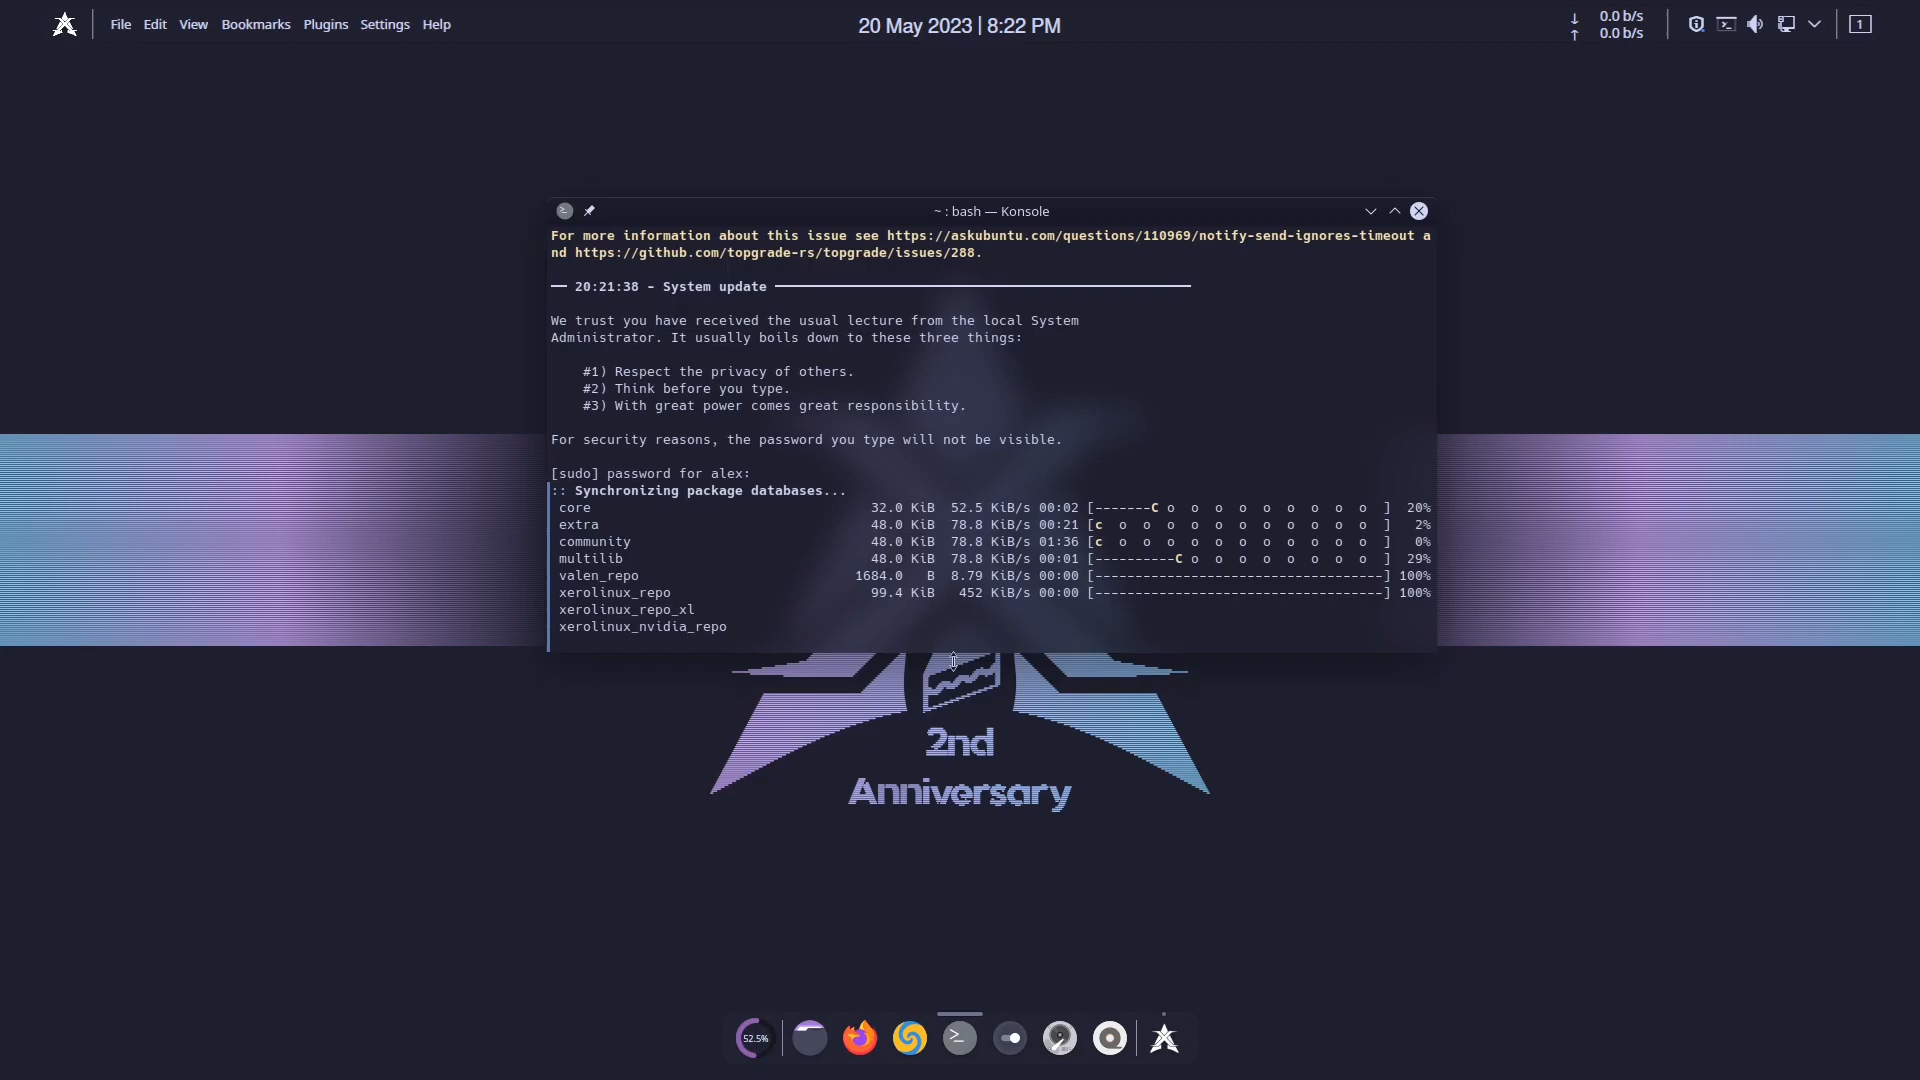 File Edit View Bookmarks Plugins Settings Help
20 May 2023 | 8:22 PM
↓ 0.0 b/s
↑ 0.0 b/s
1
~ : bash — Konsole
For more information about this issue see https://askubuntu.com/questions/110969/notify-send-ignores-timeout a
nd https://github.com/topgrade-rs/topgrade/issues/288.
── 20:21:38 - System update ────────────────────────────────────────────────────
We trust you have received the usual lecture from the local System
Administrator. It usually boils down to these three things:
#1) Respect the privacy of others.
#2) Think before you type.
#3) With great power comes great responsibility.
For security reasons, the password you type will not be visible.
[sudo] password for alex:
:: Synchronizing package databases...
core 32.0 KiB 52.5 KiB/s 00:02 [-------C o  o  o  o  o  o  o  o  o  ] 20%
extra 48.0 KiB 78.8 KiB/s 00:21 [c  o  o  o  o  o  o  o  o  o  o  o  ] 2%
community 48.0 KiB 78.8 KiB/s 01:36 [c  o  o  o  o  o  o  o  o  o  o  o  ] 0%
multilib 48.0 KiB 78.8 KiB/s 00:01 [----------C o  o  o  o  o  o  o  o  ] 29%
valen_repo 1684.0 B 8.79 KiB/s 00:00 [------------------------------------] 100%
xerolinux_repo 99.4 KiB 452 KiB/s 00:00 [------------------------------------] 100%
xerolinux_repo_xl
xerolinux_nvidia_repo
2nd
Anniversary
52.5%